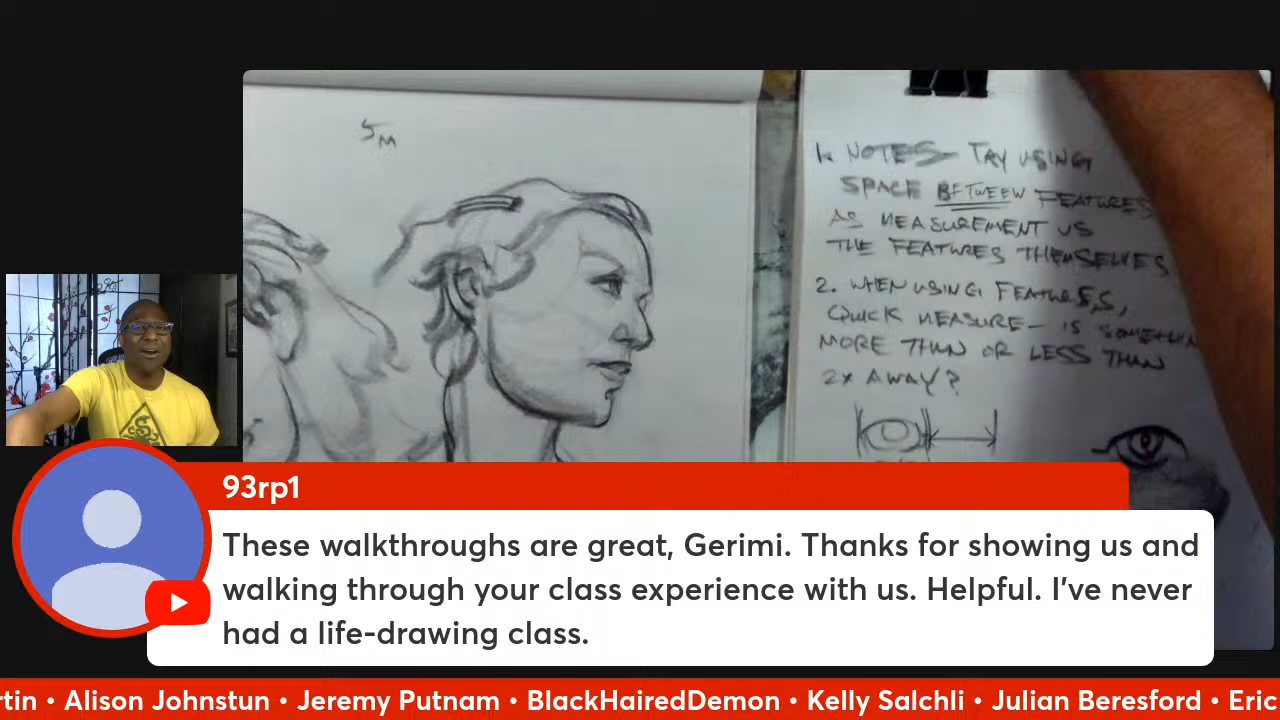 5M
1. NOTES- TRY USING
SPACE BETWEEN FEATURES
AS MEASUREMENT VS
THE FEATURES THEMSELVES
2. WHEN USING FEATURES,
QUICK MEASURE- IS SOMETHIN
MORE THAN OR LESS THAN
2X AWAY?
93rp1
These walkthroughs are great, Gerimi. Thanks for showing us and
walking through your class experience with us. Helpful. I've never
had a life-drawing class.
rtin • Alison Johnstun • Jeremy Putnam • BlackHairedDemon • Kelly Salchli • Julian Beresford • Eric